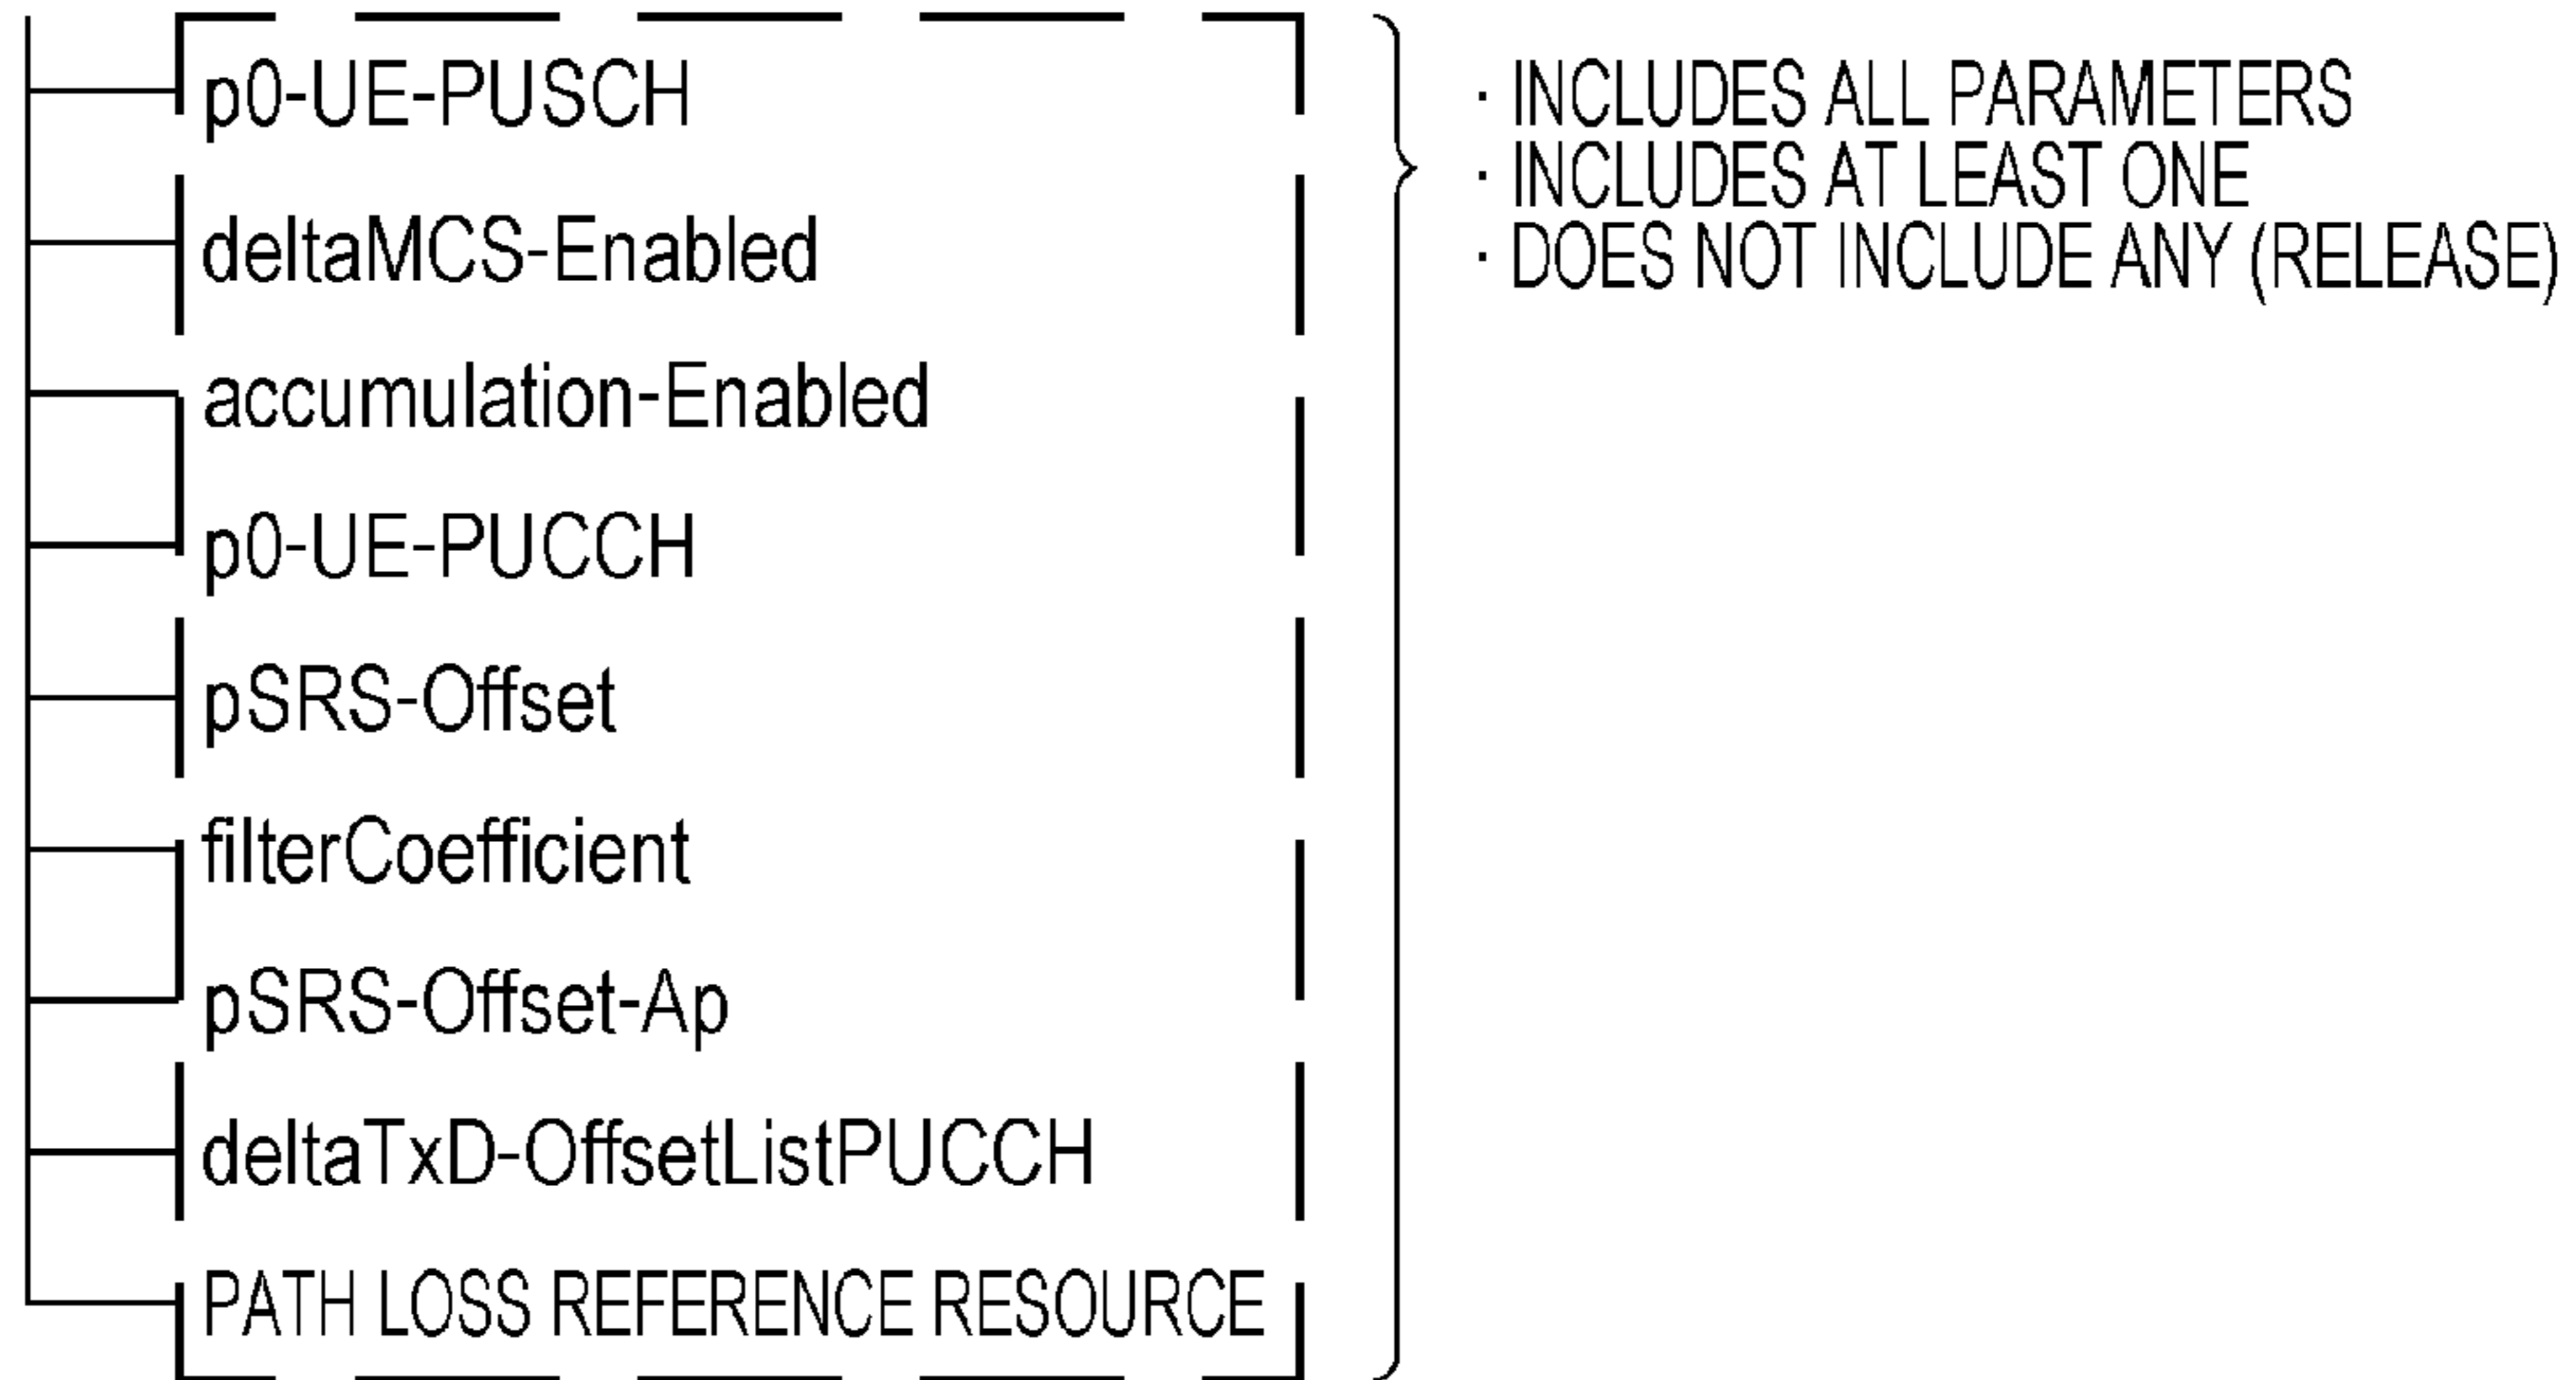 p0-UE-PUSCH
deltaMCS-Enabled
accumulation-Enabled
p0-UE-PUCCH
pSRS-Offset
filterCoefficient
pSRS-Offset-Ap
deltaTxD-OffsetListPUCCH
PATH LOSS REFERENCE RESOURCE
· INCLUDES ALL PARAMETERS
· INCLUDES AT LEAST ONE
· DOES NOT INCLUDE ANY (RELEASE)